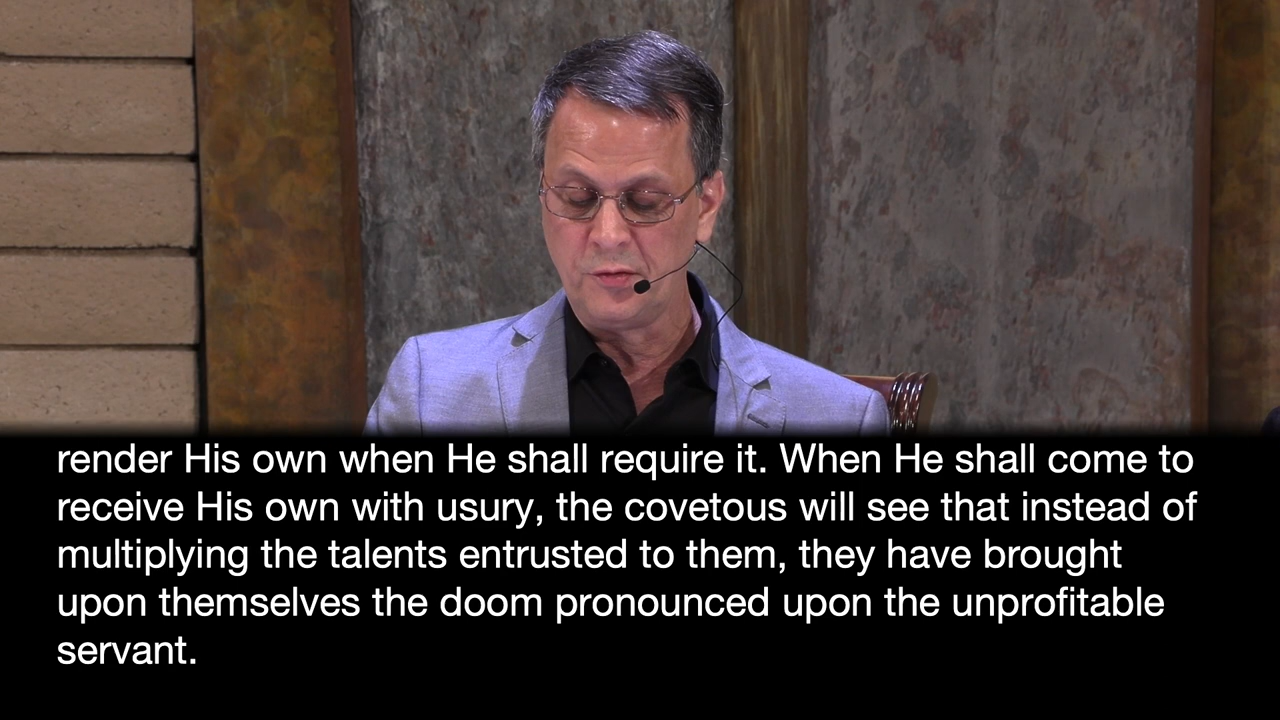 render His own when He shall require it. When He shall come to
receive His own with usury, the covetous will see that instead of
multiplying the talents entrusted to them, they have brought
upon themselves the doom pronounced upon the unprofitable
servant.